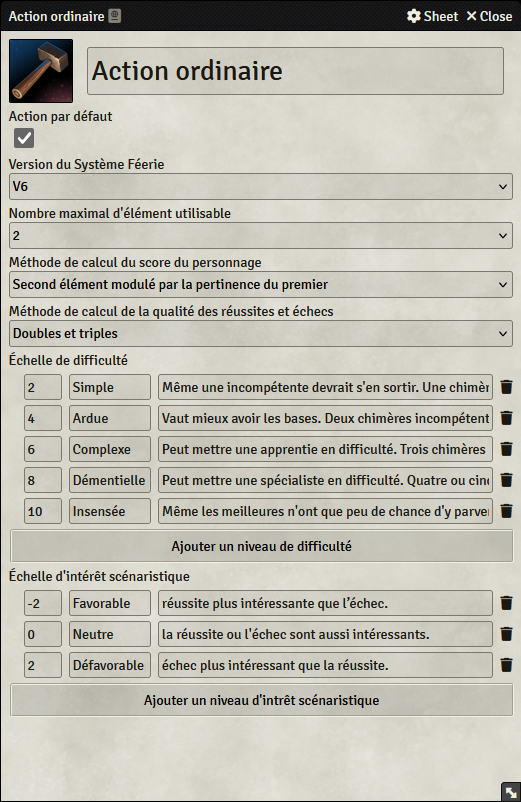 Action ordinaire
Sheet
Close
Action ordinaire
Action par défaut
Version du Système Féerie
V6
Nombre maximal d'élément utilisable
2
Méthode de calcul du score du personnage
Second élément modulé par la pertinence du premier
Méthode de calcul de la qualité des réussites et échecs
Doubles et triples
Échelle de difficulté
2 Simple Même une incompétente devrait s'en sortir. Une chimèr
4 Ardue Vaut mieux avoir les bases. Deux chimères incompétent
6 Complexe Peut mettre une apprentie en difficulté. Trois chimères
8 Démentielle Peut mettre une spécialiste en difficulté. Quatre ou cinq
10 Insensée Même les meilleures n'ont que peu de chance d'y parver
Ajouter un niveau de difficulté
Échelle d'intérêt scénaristique
-2 Favorable réussite plus intéressante que l’échec.
0 Neutre la réussite ou l'échec sont aussi intéressants.
2 Défavorable échec plus intéressant que la réussite.
Ajouter un niveau d'intrêt scénaristique